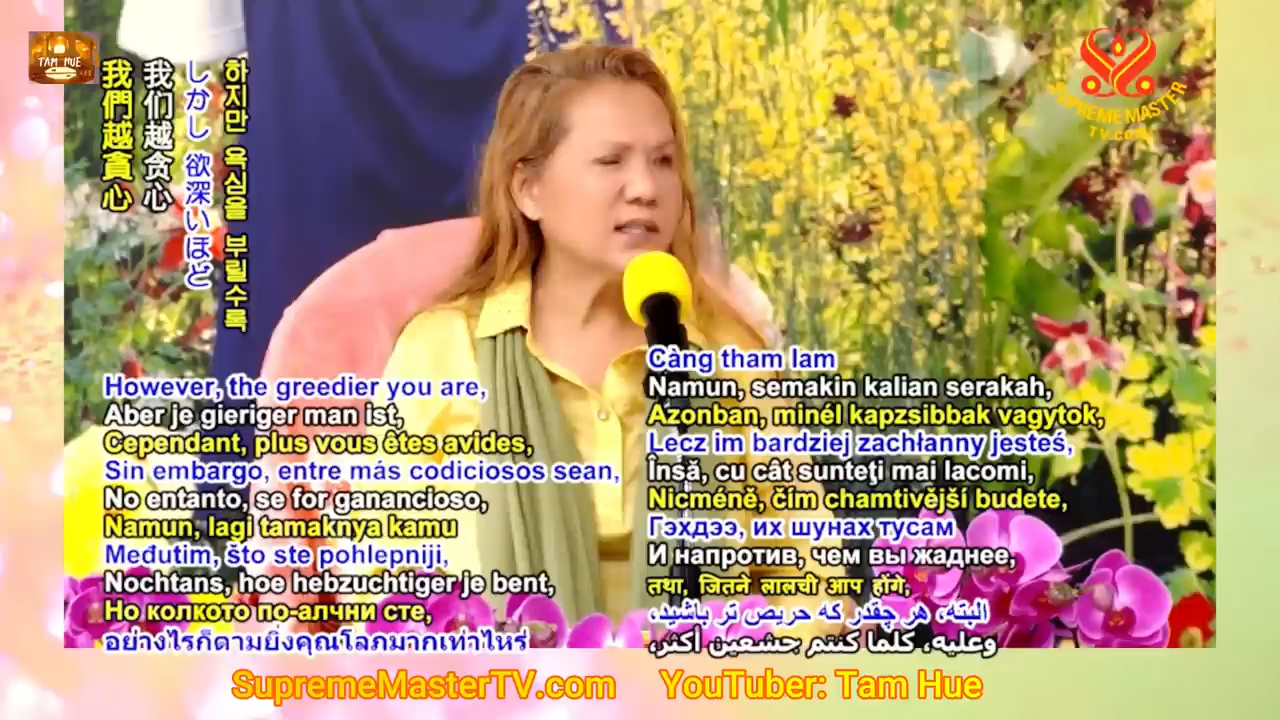 TAM HUE
SUPREME MASTER
TV.com
我們越貪心
我们越贪心
しかし 欲深いほど
하지만 욕심을 부릴수록
However, the greedier you are,
Aber je gieriger man ist,
Cependant, plus vous êtes avides,
Sin embargo, entre más codiciosos sean,
No entanto, se for ganancioso,
Namun, lagi tamaknya kamu
Međutim, što ste pohlepniji,
Nochtans, hoe hebzuchtiger je bent,
Но колкото по-алчни сте,
อย่างไรก็ตามยิ่งคุณโลภมากเท่าไหร่
Càng tham lam
Namun, semakin kalian serakah,
Azonban, minél kapzsibbak vagytok,
Lecz im bardziej zachłanny jesteś,
Însă, cu cât sunteţi mai lacomi,
Nicméně, čím chamtivější budete,
Гэхдээ, их шунах тусам
И напротив, чем вы жаднее,
तथा, जितने लालची आप होंगे,
البته، هر چقدر که حریص تر باشید،
وعليه، كلما كنتم جشعين أكثر،
SupremeMasterTV.com YouTuber: Tam Hue